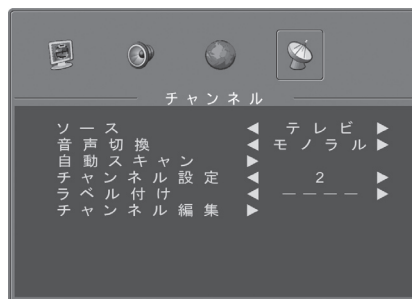 チャンネル
ソース ◀ テレビ ▶
音声切換 ◀ モノラル ▶
自動スキャン ▶
チャンネル設定 ◀ 2 ▶
ラベル付け ◀ ———— ▶
チャンネル編集 ▶